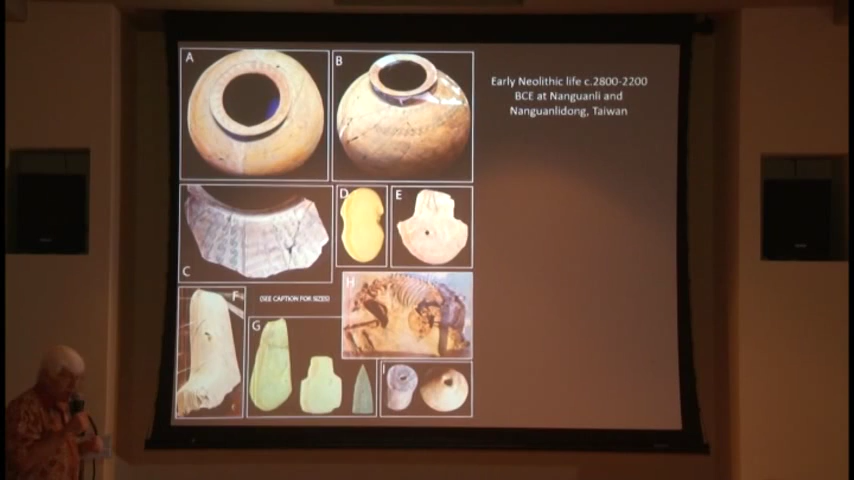 A
B
Early Neolithic life c.2800-2200
BCE at Nanguanli and
Nanguanlidong, Taiwan
C
D
E
F
(SEE CAPTION FOR SIZES)
G
H
I